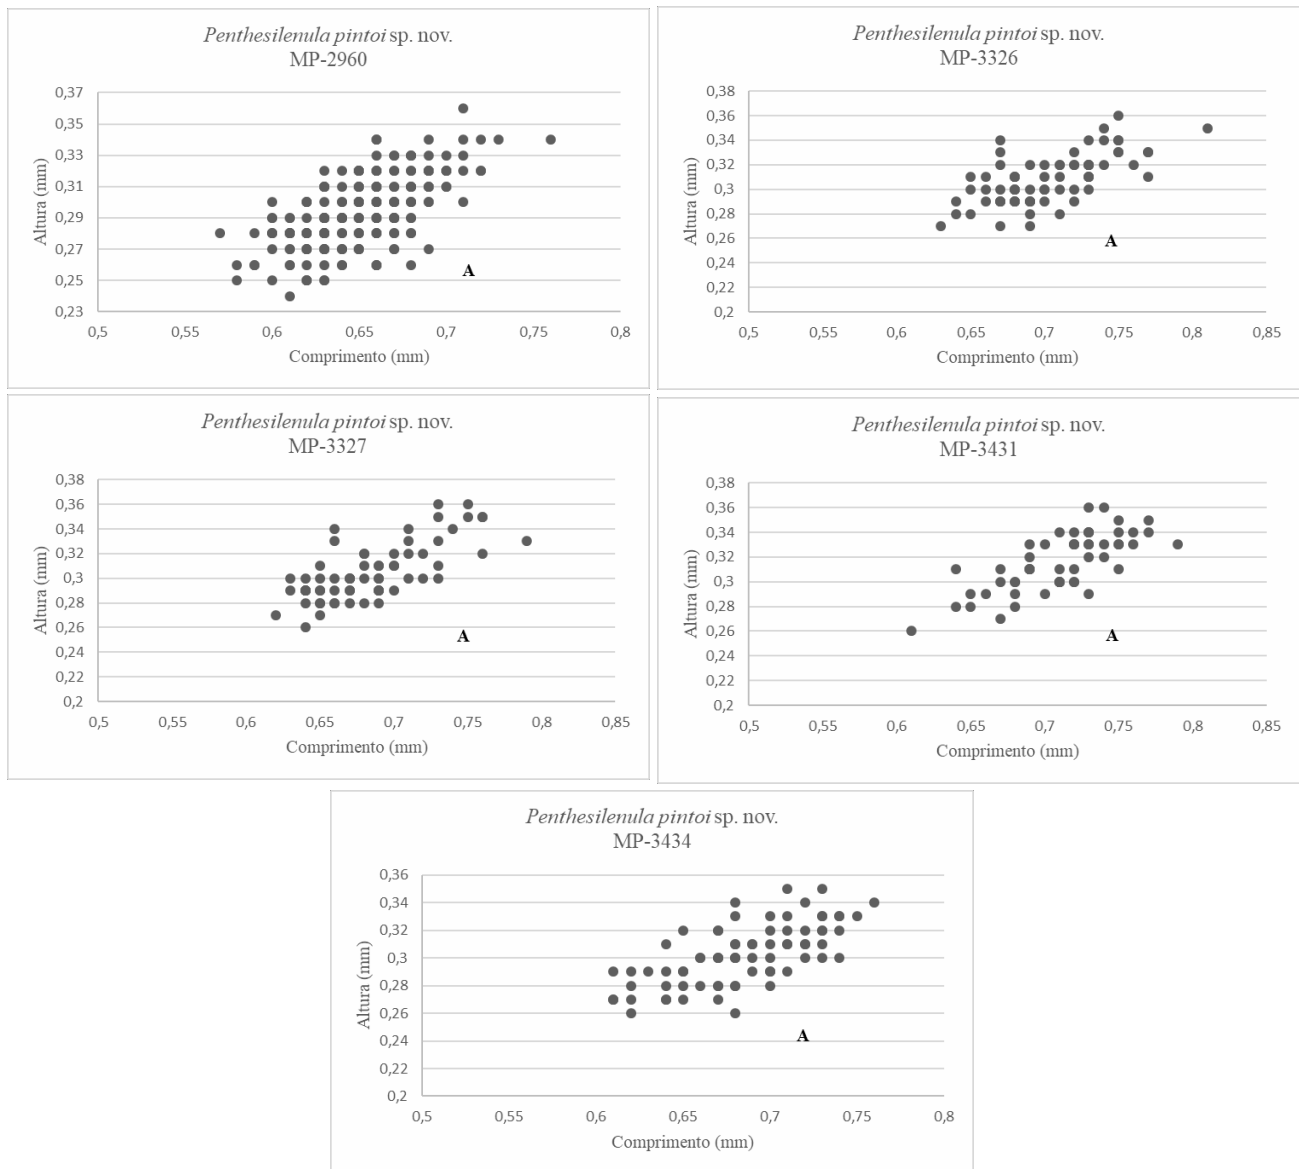 Penthesilenula pintoi sp. nov.
MP-2960
0,37
0,35
0,33
0,31
0,29
0,27
0,25
0,23
Altura (mm)
A
0,5 0,55 0,6 0,65 0,7 0,75 0,8
Comprimento (mm)
Penthesilenula pintoi sp. nov.
MP-3326
0,38
0,36
0,34
0,32
0,3
0,28
0,26
0,24
0,22
0,2
Altura (mm)
A
0,5 0,55 0,6 0,65 0,7 0,75 0,8 0,85
Comprimento (mm)
Penthesilenula pintoi sp. nov.
MP-3327
0,38
0,36
0,34
0,32
0,3
0,28
0,26
0,24
0,22
0,2
Altura (mm)
A
0,5 0,55 0,6 0,65 0,7 0,75 0,8 0,85
Comprimento (mm)
Penthesilenula pintoi sp. nov.
MP-3431
0,38
0,36
0,34
0,32
0,3
0,28
0,26
0,24
0,22
0,2
Altura (mm)
A
0,5 0,55 0,6 0,65 0,7 0,75 0,8 0,85
Comprimento (mm)
Penthesilenula pintoi sp. nov.
MP-3434
0,36
0,34
0,32
0,3
0,28
0,26
0,24
0,22
0,2
Altura (mm)
A
0,5 0,55 0,6 0,65 0,7 0,75 0,8
Comprimento (mm)